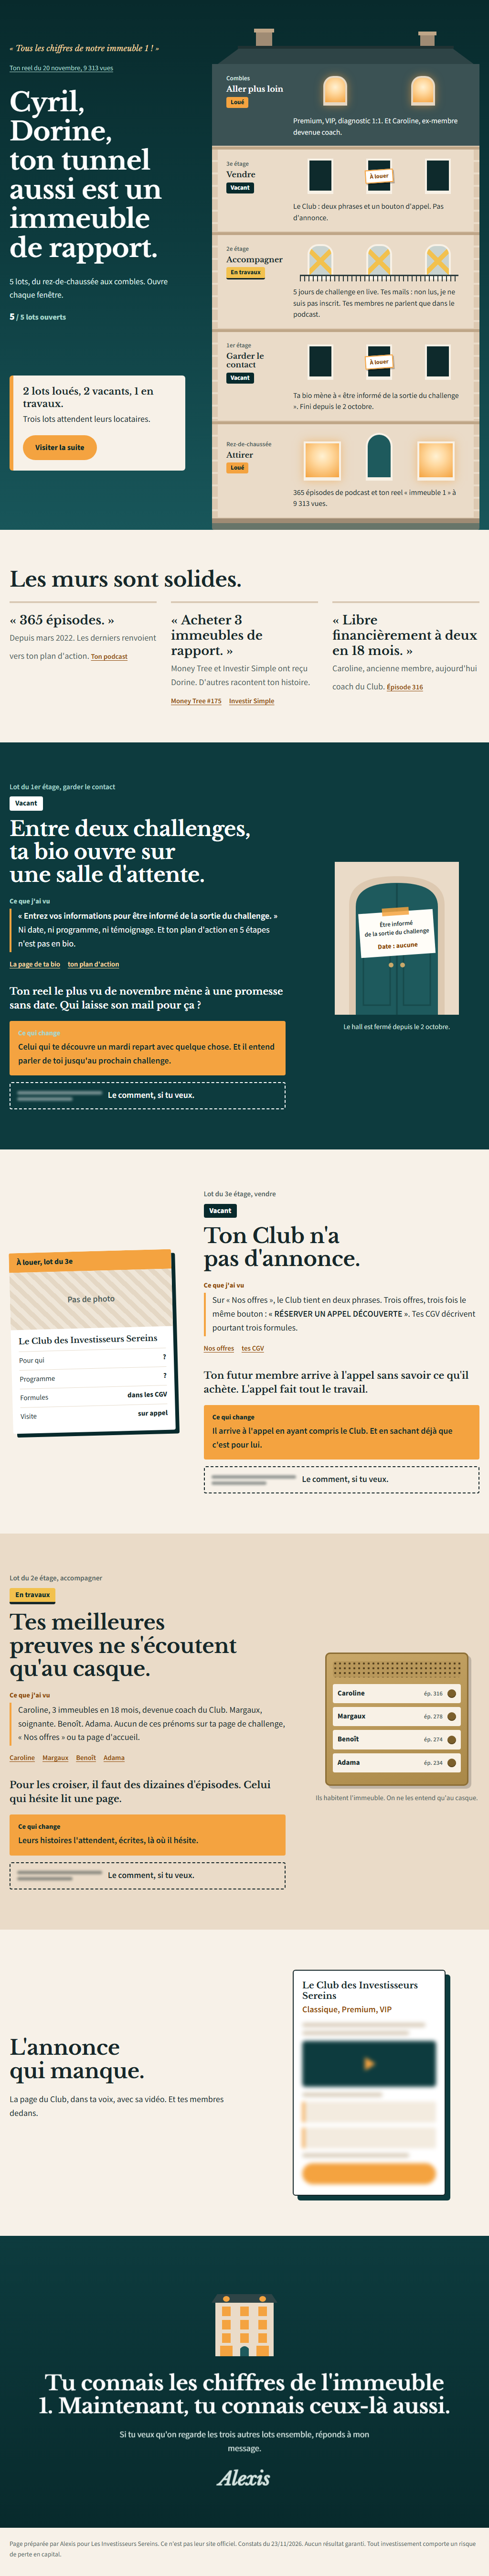 « Tous les chiffres de notre immeuble 1 ! »
Ton reel du 20 novembre, 9 313 vues
Cyril,
Dorine,
ton tunnel
aussi est un
immeuble
de rapport.
5 lots, du rez-de-chaussée aux combles. Ouvre
chaque fenêtre.
5 / 5 lots ouverts
2 lots loués, 2 vacants, 1 en
travaux.
Trois lots attendent leurs locataires.
Visiter la suite
Combles
Aller plus loin
Loué
Premium, VIP, diagnostic 1:1. Et Caroline, ex-membre
devenue coach.
3e étage
Vendre
Vacant
À louer
Le Club : deux phrases et un bouton d'appel. Pas
d'annonce.
2e étage
Accompagner
En travaux
5 jours de challenge en live. Tes mails : non lus, je ne
suis pas inscrit. Tes membres ne parlent que dans le
podcast.
1er étage
Garder le
contact
Vacant
À louer
Ta bio mène à « être informé de la sortie du challenge
». Fini depuis le 2 octobre.
Rez-de-chaussée
Attirer
Loué
365 épisodes de podcast et ton reel « immeuble 1 » à
9 313 vues.
Les murs sont solides.
« 365 épisodes. »
Depuis mars 2022. Les derniers renvoient
vers ton plan d'action. Ton podcast
« Acheter 3
immeubles de
rapport. »
Money Tree et Investir Simple ont reçu
Dorine. D'autres racontent ton histoire.
Money Tree #175 Investir Simple
« Libre
financièrement à deux
en 18 mois. »
Caroline, ancienne membre, aujourd'hui
coach du Club. Épisode 316
Lot du 1er étage, garder le contact
Vacant
Entre deux challenges,
ta bio ouvre sur
une salle d'attente.
Ce que j'ai vu
« Entrez vos informations pour être informé de la sortie du challenge. »
Ni date, ni programme, ni témoignage. Et ton plan d'action en 5 étapes
n'est pas en bio.
La page de ta bio ton plan d'action
Ton reel le plus vu de novembre mène à une promesse
sans date. Qui laisse son mail pour ça ?
Ce qui change
Celui qui te découvre un mardi repart avec quelque chose. Et il entend
parler de toi jusqu'au prochain challenge.
Le comment, si tu veux.
Être informé
de la sortie du challenge
Date : aucune
Le hall est fermé depuis le 2 octobre.
Lot du 3e étage, vendre
Vacant
Ton Club n'a
pas d'annonce.
Ce que j'ai vu
Sur « Nos offres », le Club tient en deux phrases. Trois offres, trois fois le
même bouton : « RÉSERVER UN APPEL DÉCOUVERTE ». Tes CGV décrivent
pourtant trois formules.
Nos offres tes CGV
Ton futur membre arrive à l'appel sans savoir ce qu'il
achète. L'appel fait tout le travail.
Ce qui change
Il arrive à l'appel en ayant compris le Club. Et en sachant déjà que
c'est pour lui.
Le comment, si tu veux.
À louer, lot du 3e
Pas de photo
Le Club des Investisseurs Sereins
Pour qui ?
Programme ?
Formules dans les CGV
Visite sur appel
Lot du 2e étage, accompagner
En travaux
Tes meilleures
preuves ne s'écoutent
qu'au casque.
Ce que j'ai vu
Caroline, 3 immeubles en 18 mois, devenue coach du Club. Margaux,
soignante. Benoît. Adama. Aucun de ces prénoms sur ta page de challenge,
« Nos offres » ou ta page d'accueil.
Caroline Margaux Benoît Adama
Pour les croiser, il faut des dizaines d'épisodes. Celui
qui hésite lit une page.
Ce qui change
Leurs histoires l'attendent, écrites, là où il hésite.
Le comment, si tu veux.
Caroline ép. 316
Margaux ép. 278
Benoît ép. 274
Adama ép. 234
Ils habitent l'immeuble. On ne les entend qu'au casque.
L'annonce
qui manque.
La page du Club, dans ta voix, avec sa vidéo. Et tes membres
dedans.
Le Club des Investisseurs
Sereins
Classique, Premium, VIP
Tu connais les chiffres de l'immeuble
1. Maintenant, tu connais ceux-là aussi.
Si tu veux qu'on regarde les trois autres lots ensemble, réponds à mon
message.
Alexis
Page préparée par Alexis pour Les Investisseurs Sereins. Ce n'est pas leur site officiel. Constats du 23/11/2026. Aucun résultat garanti. Tout investissement comporte un risque
de perte en capital.